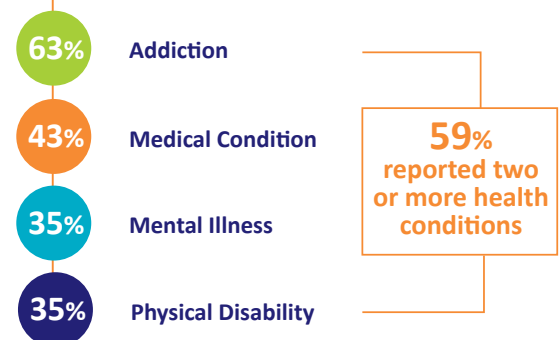 63% Addiction
43% Medical Condition
35% Mental Illness
35% Physical Disability
59%
reported two
or more health
conditions